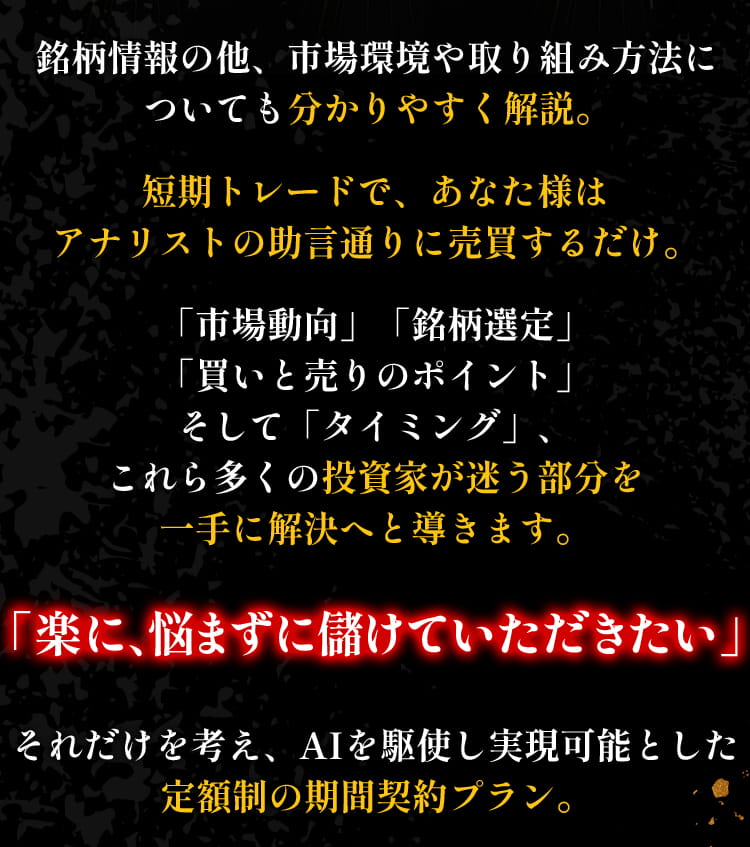 銘柄情報の他、市場環境や取り組み方法に
ついても分かりやすく解説。
短期トレードで、あなた様は
アナリストの助言通りに売買するだけ。
「市場動向」「銘柄選定」
「買いと売りのポイント」
そして「タイミング」、
これら多くの投資家が迷う部分を
一手に解決へと導きます。
「楽に、悩まずに儲けていただきたい」
それだけを考え、AIを駆使し実現可能とした
定額制の期間契約プラン。